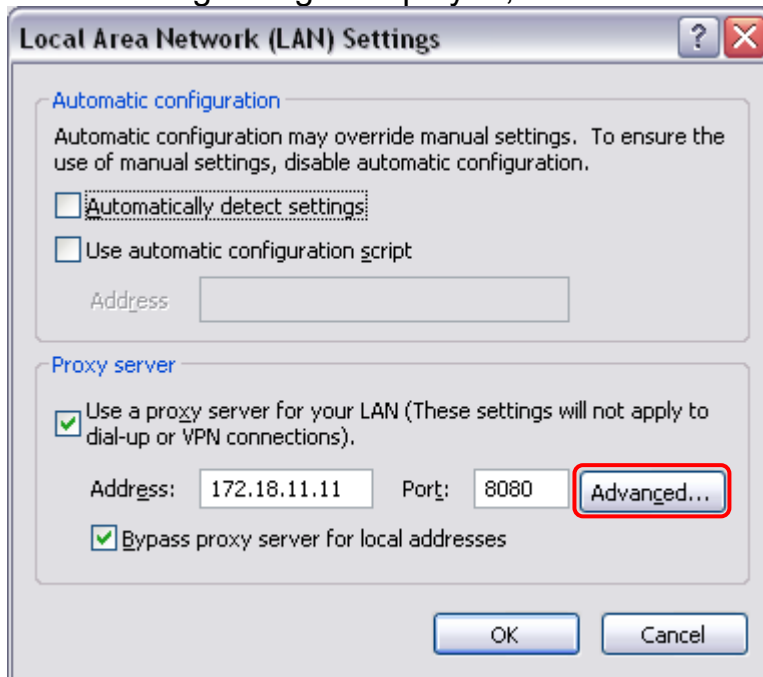 Local Area Network (LAN) Settings
Automatic configuration
Automatic configuration may override manual settings. To ensure the
use of manual settings, disable automatic configuration.
Automatically detect settings
Use automatic configuration script
Address
Proxy server
Use a proxy server for your LAN (These settings will not apply to
dial-up or VPN connections).
Address: 172.18.11.11 Port: 8080 Advanced...
Bypass proxy server for local addresses
OK Cancel